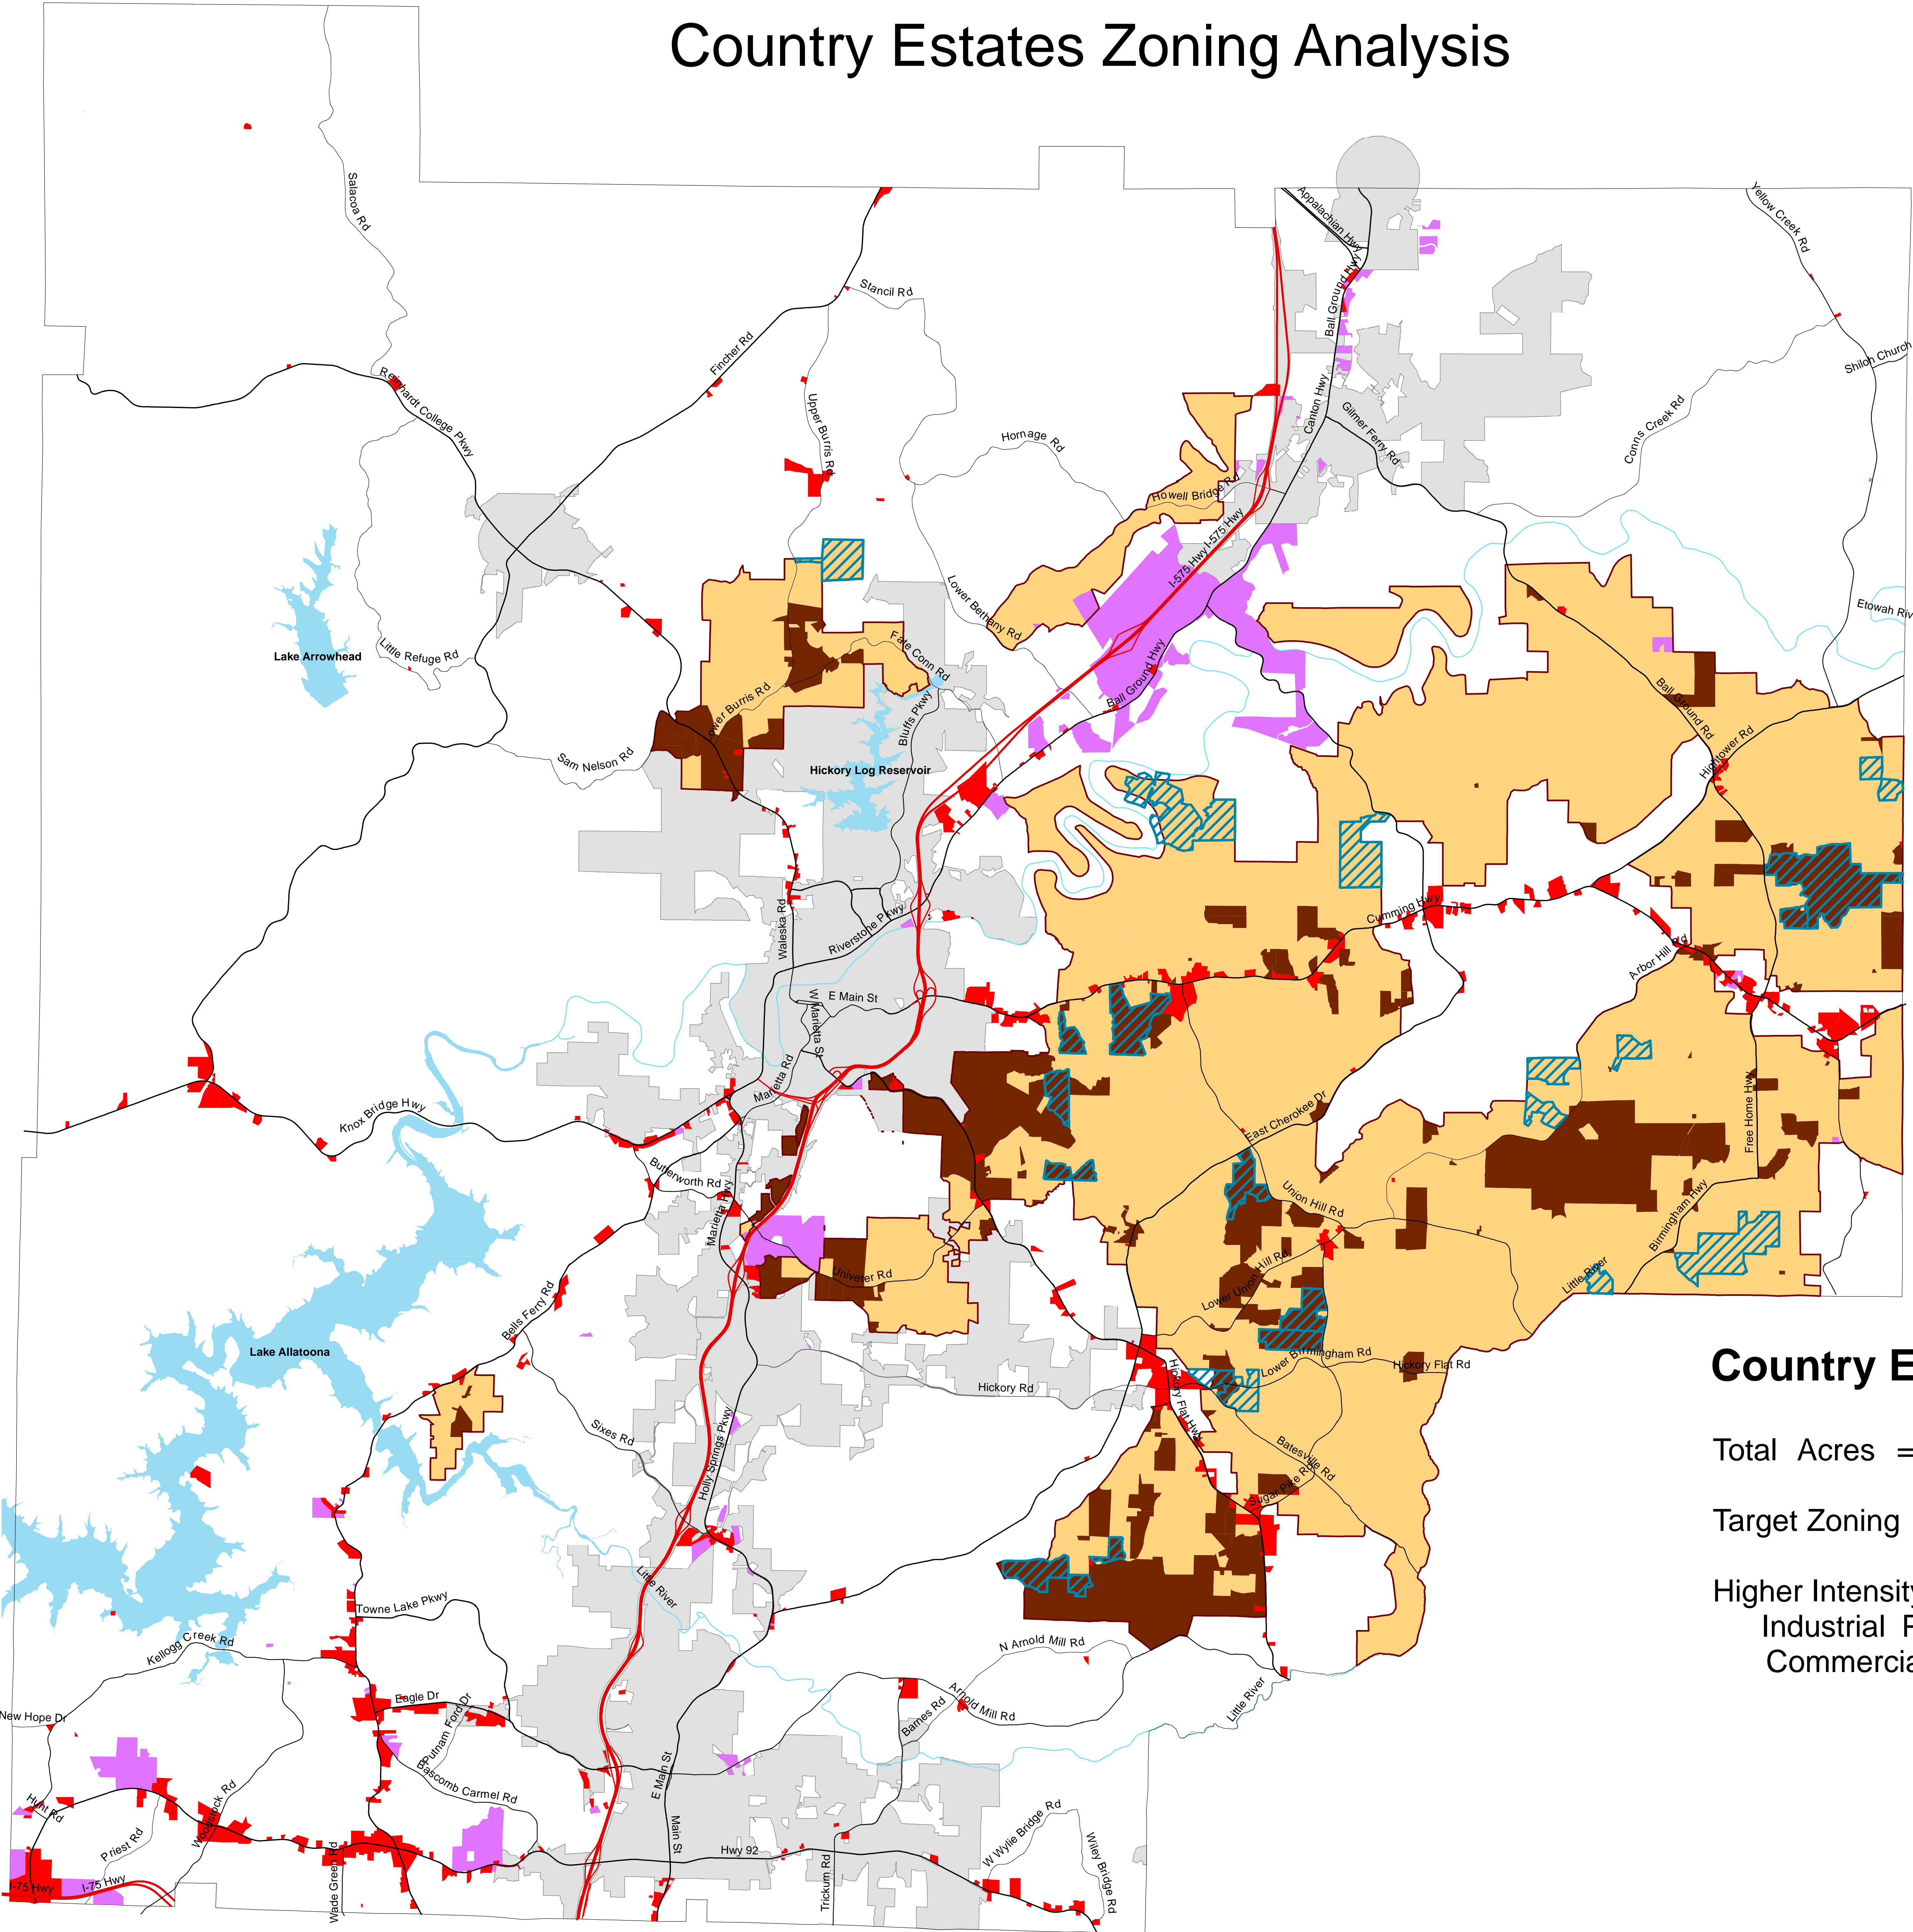 Country Estates Zoning Analysis
Salacoa Rd
Appalachian Hwy
Yellow Creek Rd
Stancil Rd
Ball Ground Hwy
Fincher Rd
Shiloh Church
Reinhardt College Pkwy
Upper Burris Rd
Canton Hwy
Gilmer Ferry Rd
Conns Creek Rd
Hornage Rd
Howell Bridge Rd
I-575 Hwy
I-575 Hwy
Lower Bethany Rd
Etowah Riv
Lake Arrowhead
Little Refuge Rd
Fate Conn Rd
Lower Burris Rd
Ball Ground Hwy
Ball Ground Rd
Bluffs Pkwy
Sam Nelson Rd
Hickory Log Reservoir
Hightower Rd
Waleska Rd
Riverstone Pkwy
Cumming Hwy
Arbor Hill Rd
E Main St
W Marietta St
Marietta Rd
Knox Bridge Hwy
East Cherokee Dr
Free Home Hwy
Butterworth Rd
Marietta Hwy
Union Hill Rd
Birmingham Hwy
Univeter Rd
Lower Union Hill Rd
Little River
Bells Ferry Rd
Lake Allatoona
Lower Birmingham Rd
Hickory Flat Rd
Country E
Hickory Rd
Hickory Flat Hwy
Sixes Rd
Holly Springs Pkwy
Batesville Rd
Total Acres =
Sugar Pike Rd
Target Zoning
Little River
Higher Intensity
Industrial P
Commercia
Towne Lake Pkwy
Kellogg Creek Rd
N Arnold Mill Rd
Eagle Dr
Putnam Ford Dr
Arnold Mill Rd
Barnes Rd
Little River
New Hope Dr
Bascomb Carmel Rd
E Main St
Hunt Rd
Priest Rd
Woodstock Rd
Wade Green Rd
Main St
Hwy 92
Trickum Rd
W Wylie Bridge Rd
Wiley Bridge Rd
I-75 Hwy
I-75 Hwy